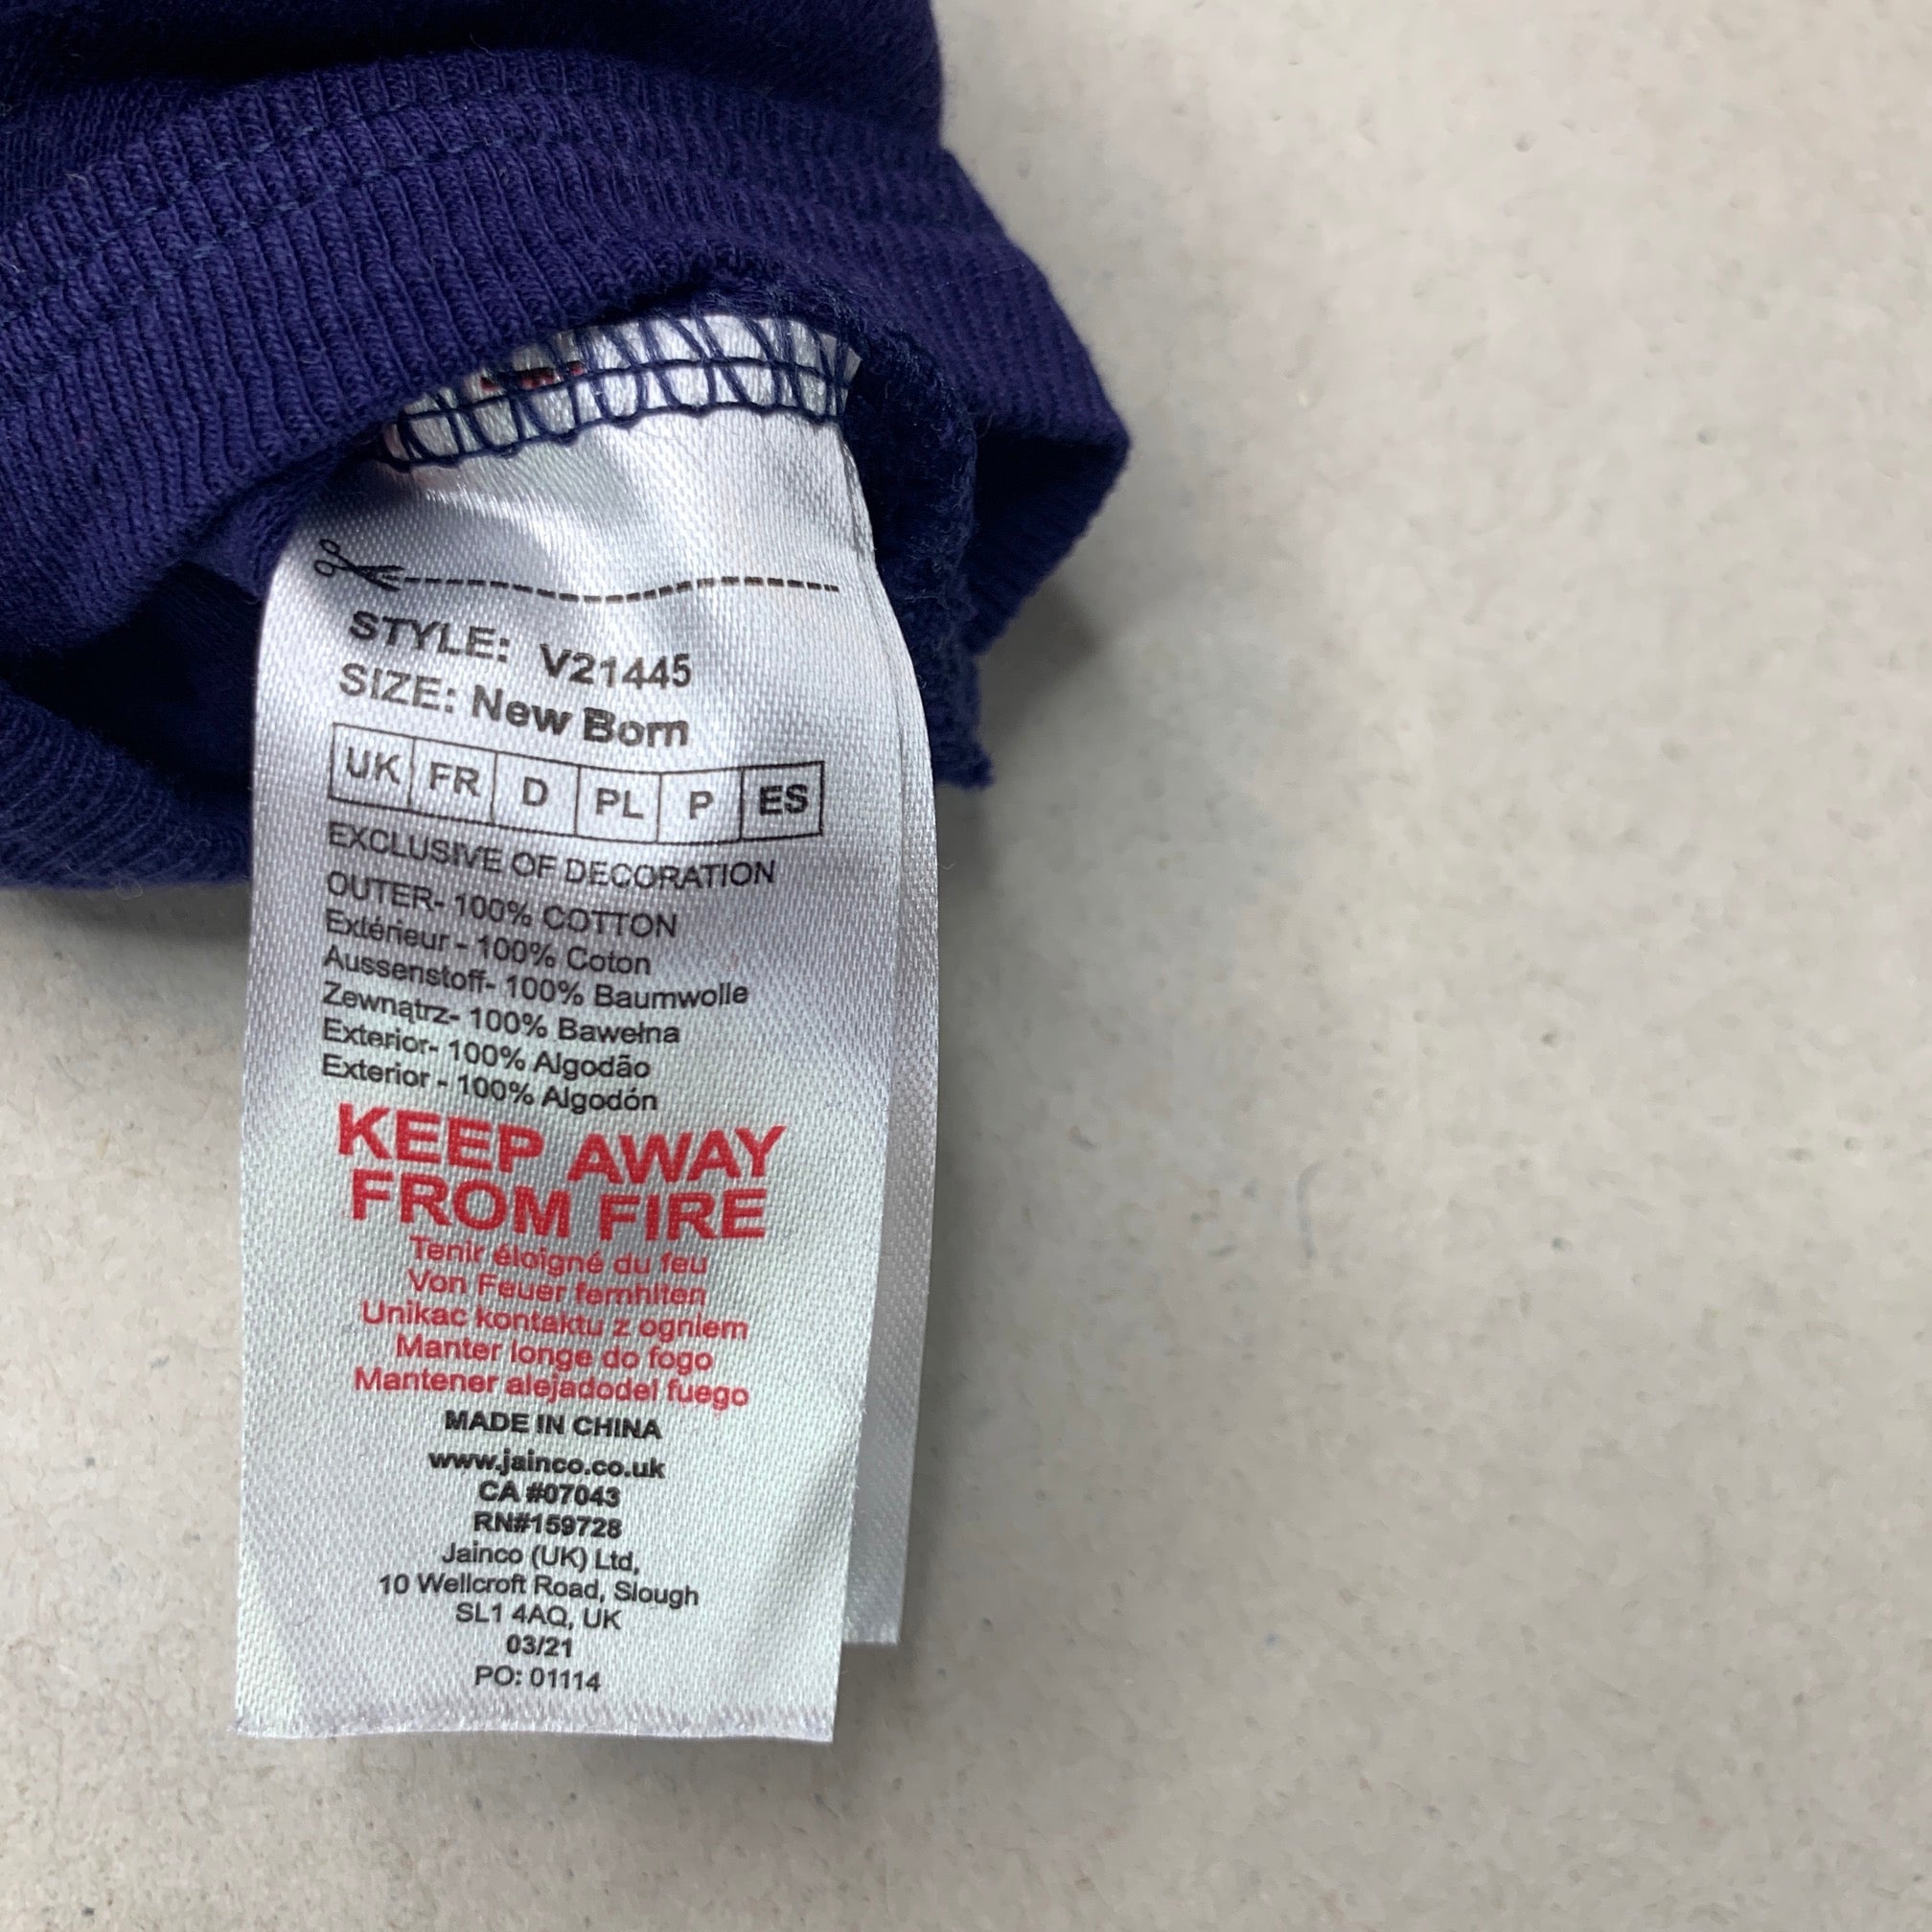 STYLE: V21445
SIZE: New Born
UK FR D PL P ES
EXCLUSIVE OF DECORATION
OUTER- 100% COTTON
Extérieur - 100% Coton
Aussenstoff- 100% Baumwolle
Zewnątrz- 100% Bawełna
Exterior- 100% Algodão
Exterior - 100% Algodón
KEEP AWAY
FROM FIRE
Tenir éloigné du feu
Von Feuer fernhlten
Unikac kontaktu z ogniem
Manter longe do fogo
Mantener alejadodel fuego
MADE IN CHINA
www.jainco.co.uk
CA #07043
RN#159728
Jainco (UK) Ltd,
10 Wellcroft Road, Slough
SL1 4AQ, UK
03/21
PO: 01114